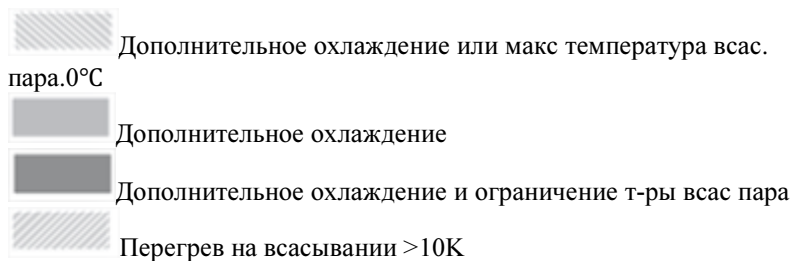 Дополнительное охлаждение или макс температура всас.
пара.0°C
Дополнительное охлаждение
Дополнительное охлаждение и ограничение т-ры всас пара
Перегрев на всасывании >10K